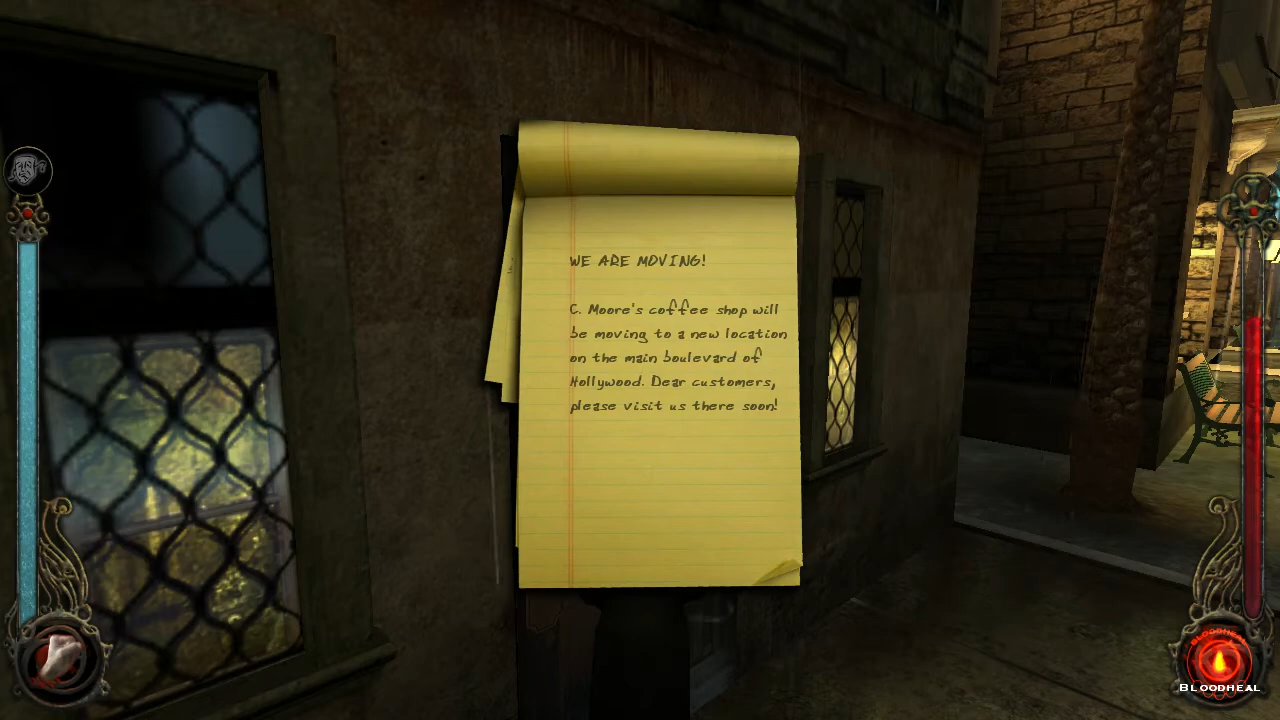 WE ARE MOVING!
C. Moore's coffee shop will
be moving to a new location
on the main boulevard of
Hollywood. Dear customers,
please visit us there soon!
BLOODHEAL
BLOODHEAL